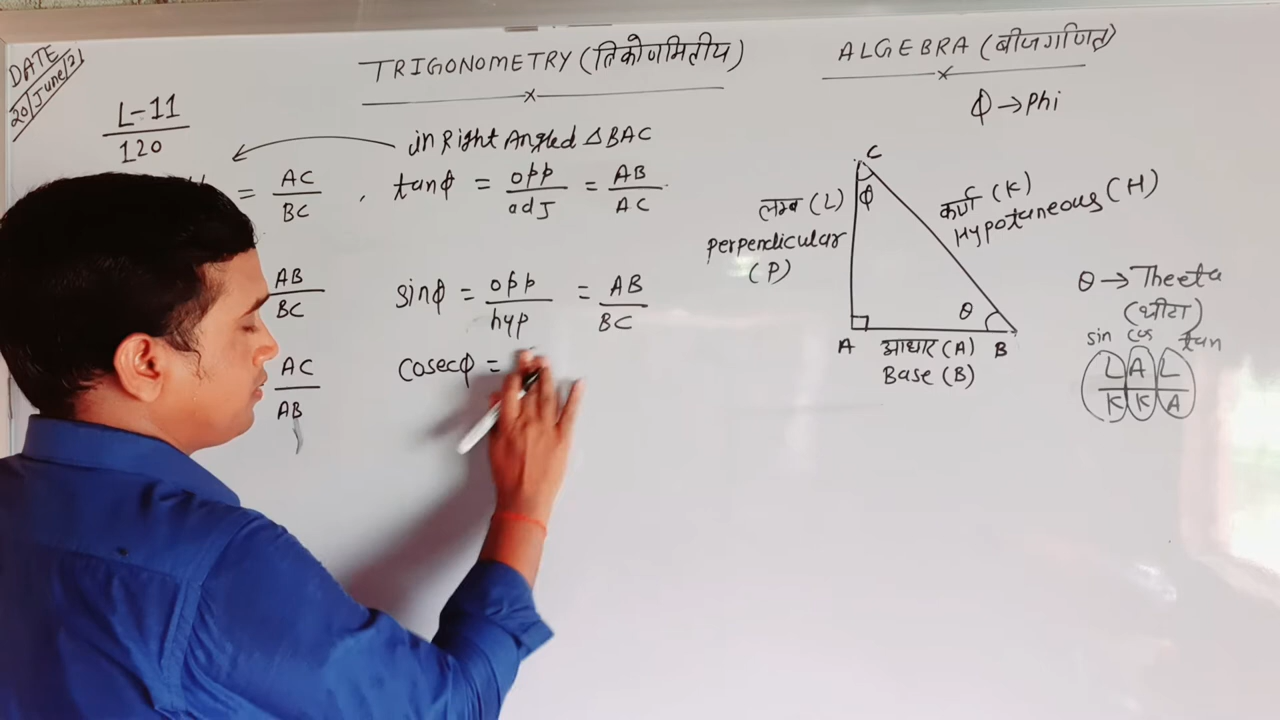 DATE
20/June/21
TRIGONOMETRY (त्रिकोणमितीय)
ALGEBRA (बीजगणित)
L-11
120
in Right Angled △BAC
ϕ → Phi
= AC/BC , tanϕ = opp/adj = AB/AC
AB/BC
sinϕ = opp/hyp = AB/BC
AC/AB
cosecϕ =
C
ϕ
लम्ब (L)
Perpendicular
(P)
कर्ण (K)
Hypotaneous (H)
θ
A
आधार (A)
B
Base (B)
θ → Theeta
(थीटा)
sin cos tan
L A L
K K A